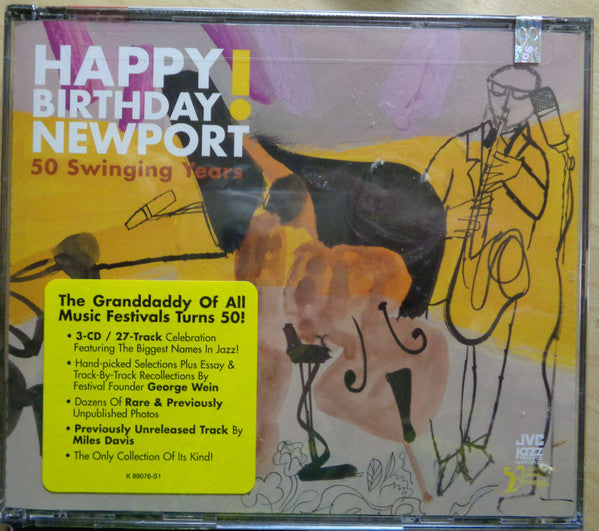 HAPPY
BIRTHDAY!
NEWPORT
50 Swinging Years
The Granddaddy Of All
Music Festivals Turns 50!
• 3-CD / 27-Track Celebration
Featuring The Biggest Names In Jazz!
• Hand-picked Selections Plus Essay &
Track-By-Track Recollections By
Festival Founder George Wein
• Dozens Of Rare & Previously
Unpublished Photos
• Previously Unreleased Track By
Miles Davis
• The Only Collection Of Its Kind!
K 89076-S1
JVC
jazz
50